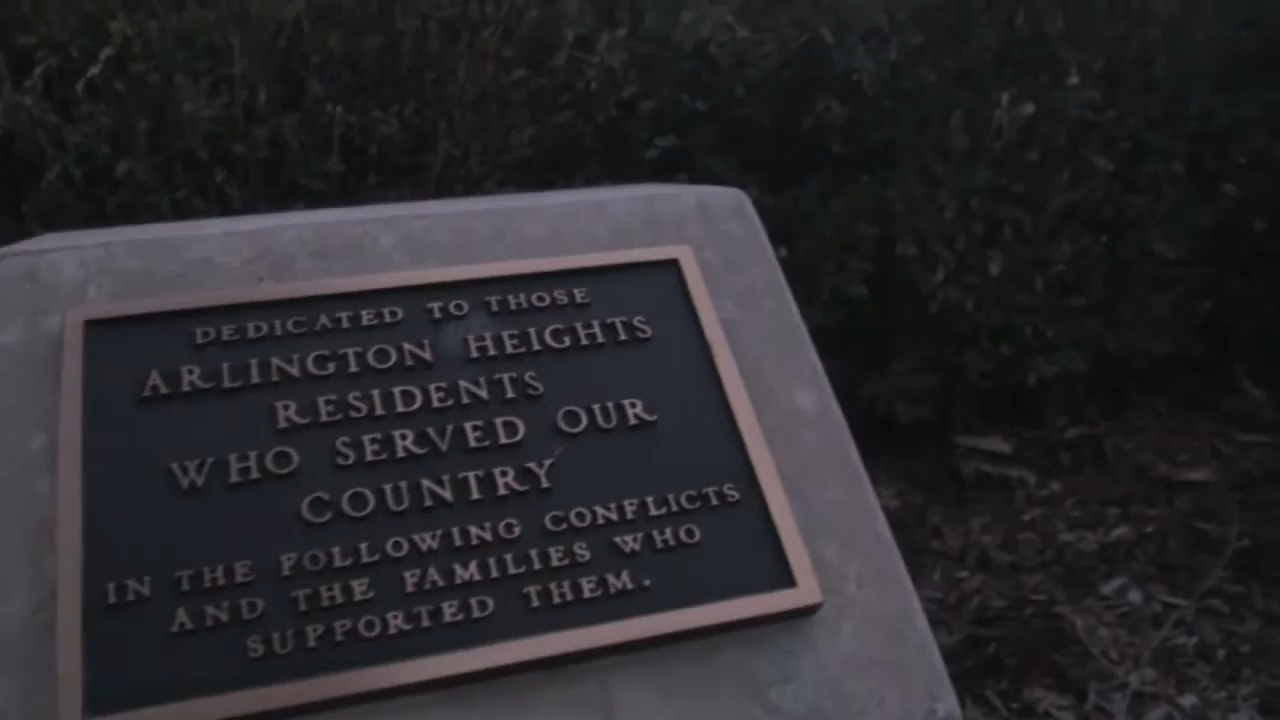 DEDICATED TO THOSE
ARLINGTON HEIGHTS
RESIDENTS
WHO SERVED OUR
COUNTRY
IN THE FOLLOWING CONFLICTS
AND THE FAMILIES WHO
SUPPORTED THEM.